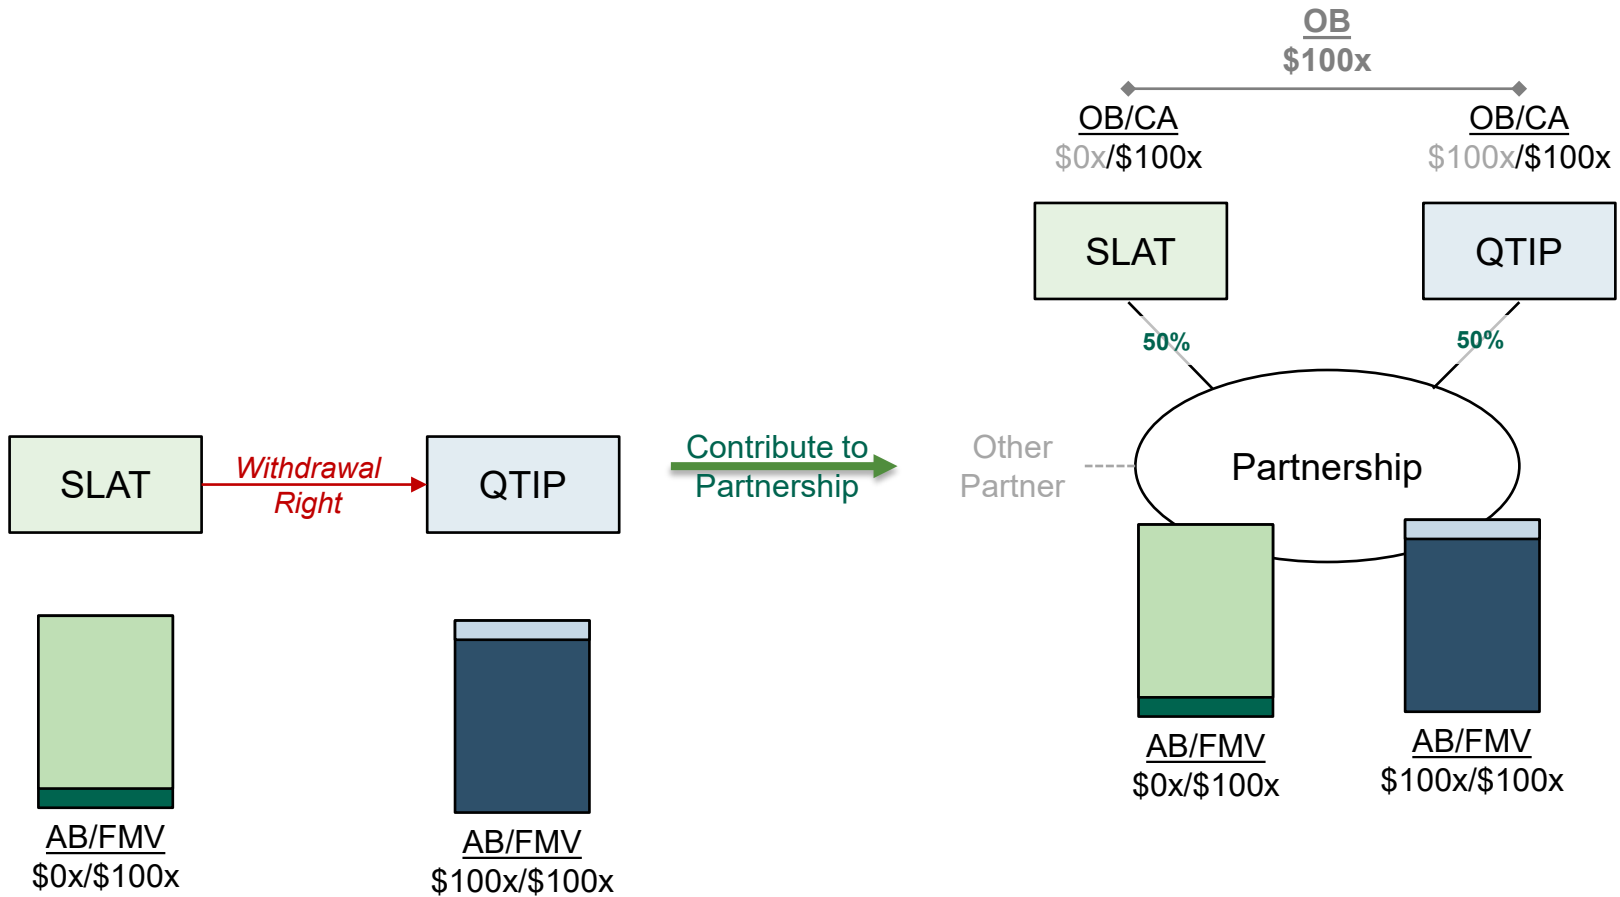 SLAT
Withdrawal
Right
QTIP
AB/FMV
$0x/$100x
AB/FMV
$100x/$100x
Contribute to
Partnership
OB
$100x
OB/CA
$0x/$100x
OB/CA
$100x/$100x
SLAT
QTIP
50%
50%
Other
Partner
Partnership
AB/FMV
$0x/$100x
AB/FMV
$100x/$100x